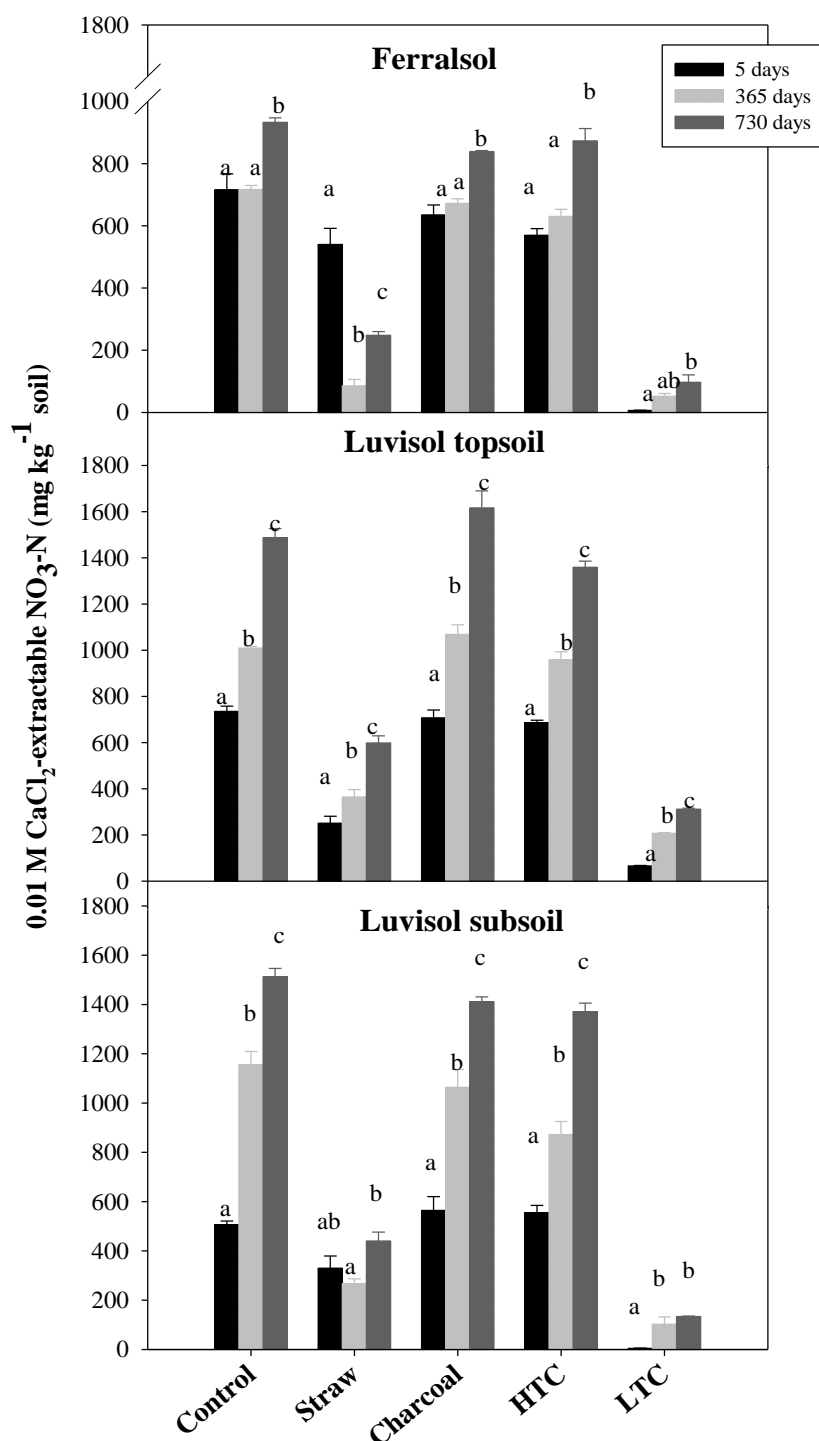 0.01 M CaCl₂-extractable NO₃-N (mg kg⁻¹ soil)
1800
Ferralsol
5 days
365 days
730 days
1000
800
600
400
200
0
a a b
a b c
a a b
a a b
a ab b
Luvisol topsoil
1800
1600
1400
1200
1000
800
600
400
200
0
a b c
a b c
a b c
a b c
a b c
Luvisol subsoil
1800
1600
1400
1200
1000
800
600
400
200
0
a b c
ab a b
a b c
a b c
a b b
Control
Straw
Charcoal
HTC
LTC